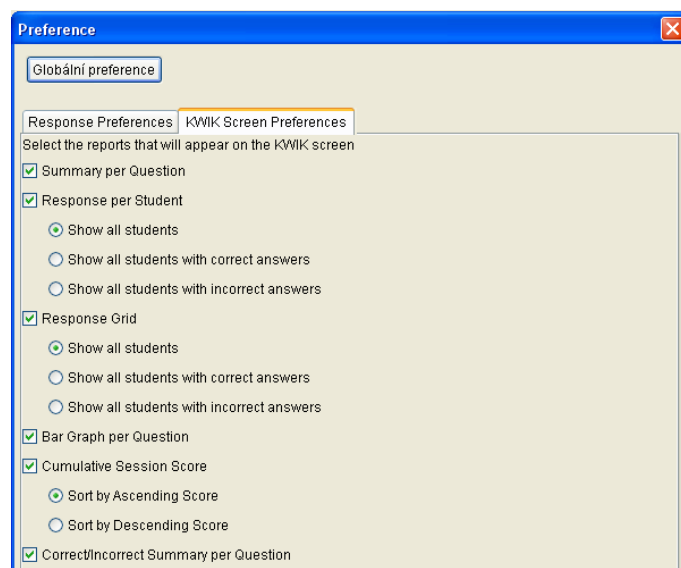 Preference
Globální preference
Response Preferences KWIK Screen Preferences
Select the reports that will appear on the KWIK screen
Summary per Question
Response per Student
Show all students
Show all students with correct answers
Show all students with incorrect answers
Response Grid
Show all students
Show all students with correct answers
Show all students with incorrect answers
Bar Graph per Question
Cumulative Session Score
Sort by Ascending Score
Sort by Descending Score
Correct/Incorrect Summary per Question